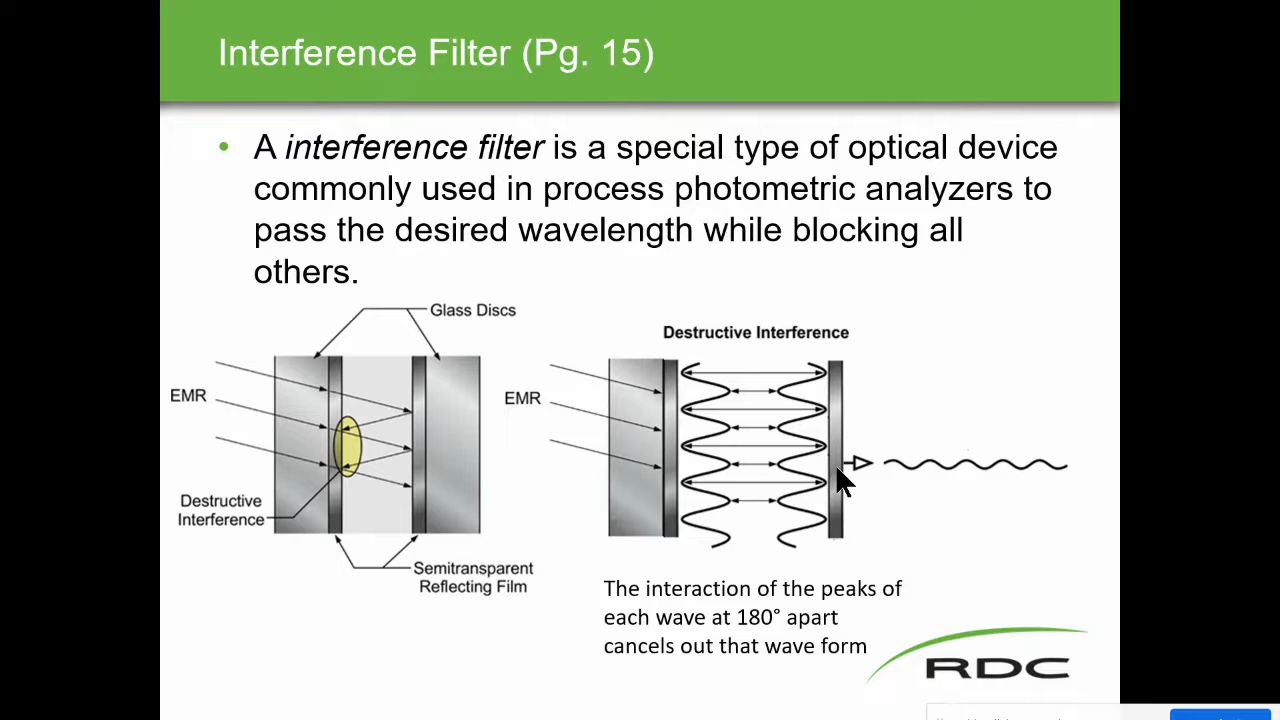 Interference Filter (Pg. 15)
• A interference filter is a special type of optical device
commonly used in process photometric analyzers to
pass the desired wavelength while blocking all
others.
Glass Discs
EMR
Destructive
Interference
Semitransparent
Reflecting Film
Destructive Interference
EMR
The interaction of the peaks of
each wave at 180° apart
cancels out that wave form
RDC